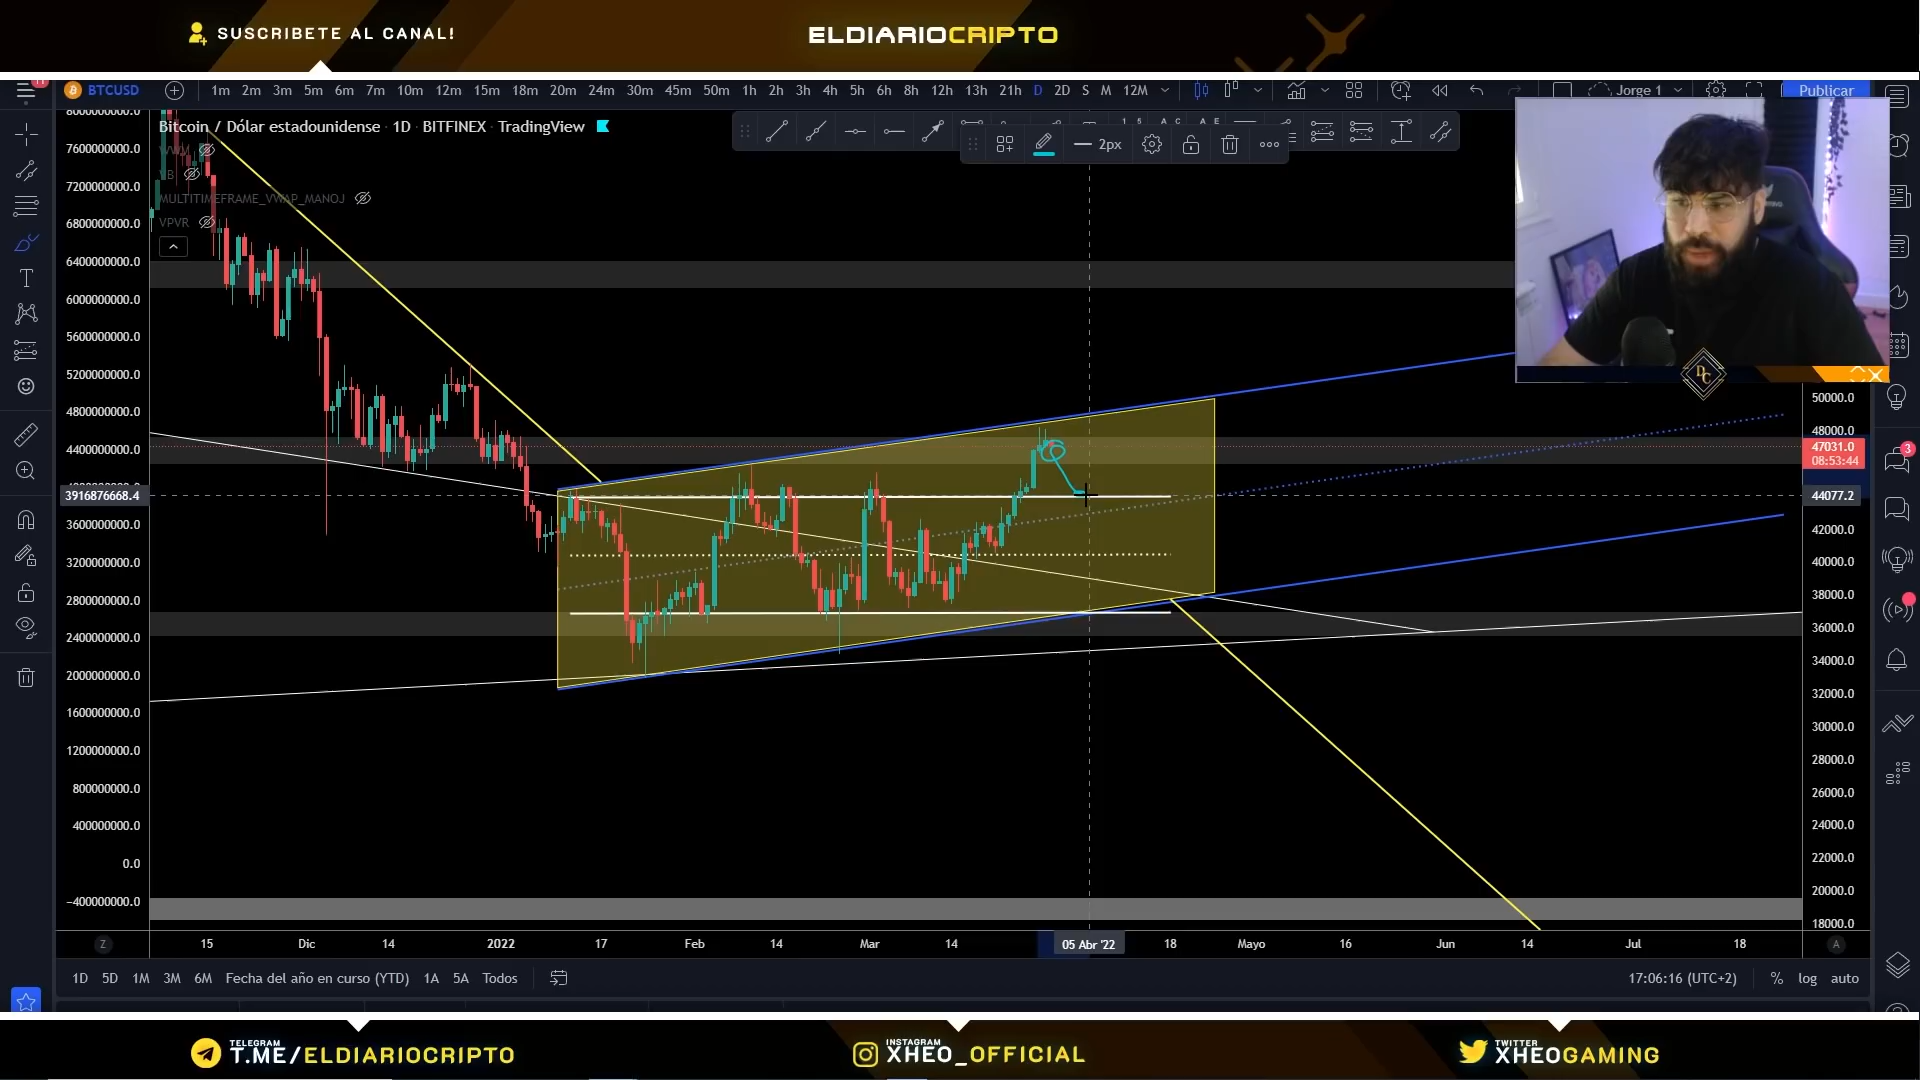 SUSCRIBETE AL CANAL!
ELDIARIOCRIPTO
11
BTCUSD
1m 2m 3m 5m 6m 7m 10m 12m 15m 18m 20m 24m 30m 45m 50m 1h 2h 3h 4h 5h 6h 8h 12h 13h 21h D 2D S M 12M
Jorge 1
Publicar
Bitcoin / Dólar estadounidense · 1D · BITFINEX · TradingView
2px
MULTITIMEFRAME_VWAP_MANOJ
VPVR
8000000000.0
7600000000.0
7200000000.0
6800000000.0
6400000000.0
6000000000.0
5600000000.0
5200000000.0
4800000000.0
4400000000.0
3916876668.4
3600000000.0
3200000000.0
2800000000.0
2400000000.0
2000000000.0
1600000000.0
1200000000.0
800000000.0
400000000.0
0.0
−400000000.0
DC
50000.0
48000.0
47031.0
08:53:44
44077.2
42000.0
40000.0
38000.0
36000.0
34000.0
32000.0
30000.0
28000.0
26000.0
24000.0
22000.0
20000.0
18000.0
3
Z
15 Dic 14 2022 17 Feb 14 Mar 14 05 Abr '22 18 Mayo 16 Jun 14 Jul 18
A
1D 5D 1M 3M 6M Fecha del año en curso (YTD) 1A 5A Todos
17:06:16 (UTC+2) % log auto
TELEGRAM
T.ME/ELDIARIOCRIPTO
INSTAGRAM
XHEO_OFFICIAL
TWITTER
XHEOGAMING